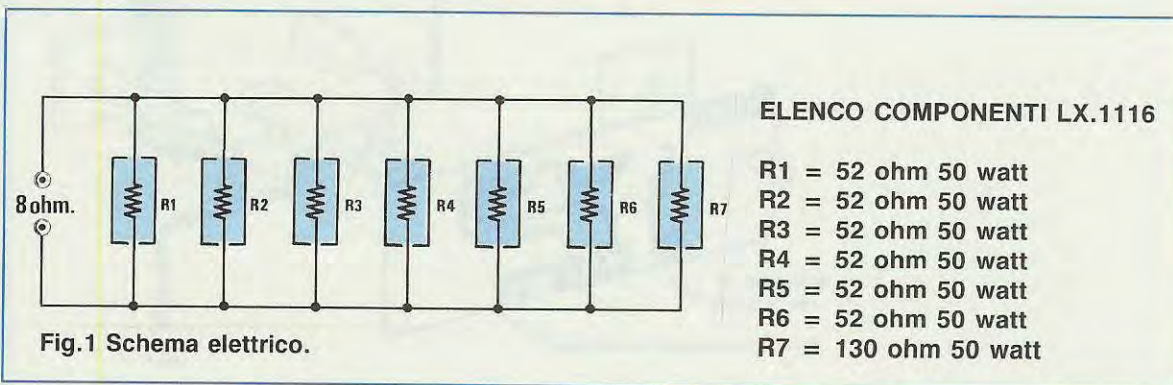 8 ohm.
R1
R2
R3
R4
R5
R6
R7
Fig.1 Schema elettrico.
ELENCO COMPONENTI LX.1116
R1 = 52 ohm 50 watt
R2 = 52 ohm 50 watt
R3 = 52 ohm 50 watt
R4 = 52 ohm 50 watt
R5 = 52 ohm 50 watt
R6 = 52 ohm 50 watt
R7 = 130 ohm 50 watt